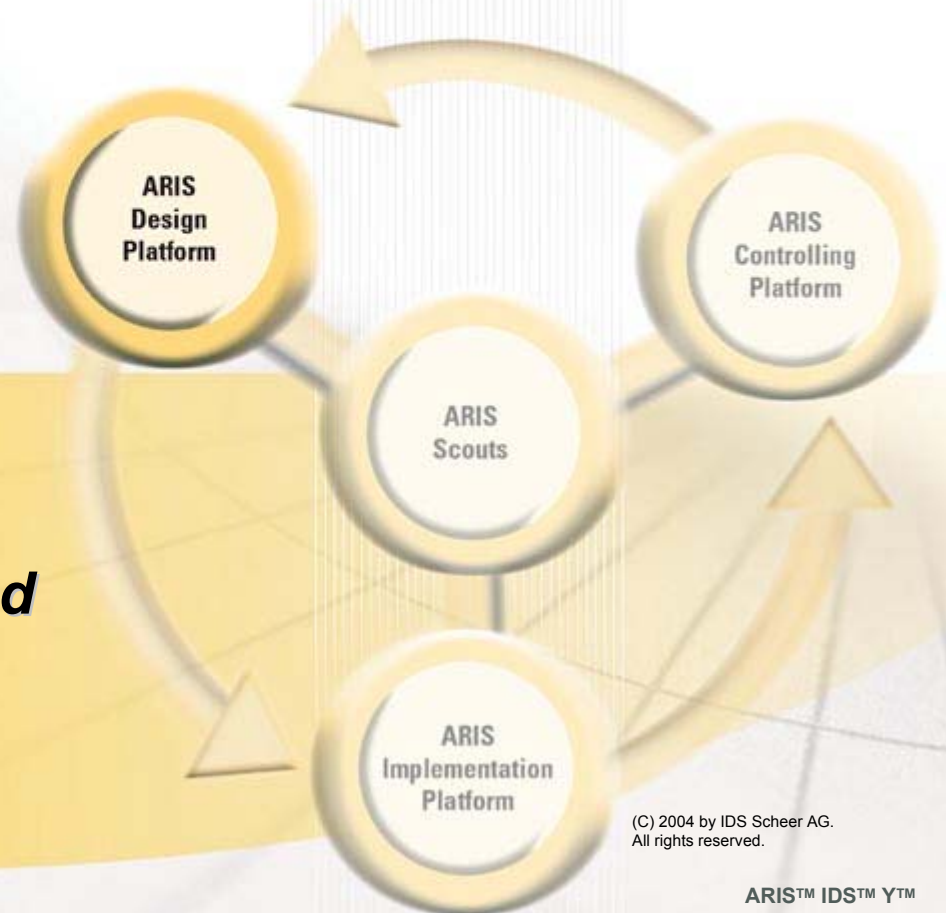 ARIS
Design
Platform
ARIS
Controlling
Platform
ARIS
Scouts
d
ARIS
Implementation
Platform
(C) 2004 by IDS Scheer AG.
All rights reserved.
ARIS™ IDS™ Y™